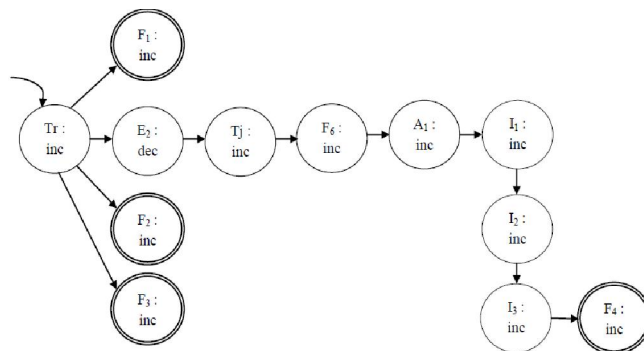 F₁ :
inc
Tr :
inc
E₂ :
dec
Tj :
inc
F₆ :
inc
A₁ :
inc
I₁ :
inc
F₂ :
inc
I₂ :
inc
F₃ :
inc
I₃ :
inc
F₄ :
inc